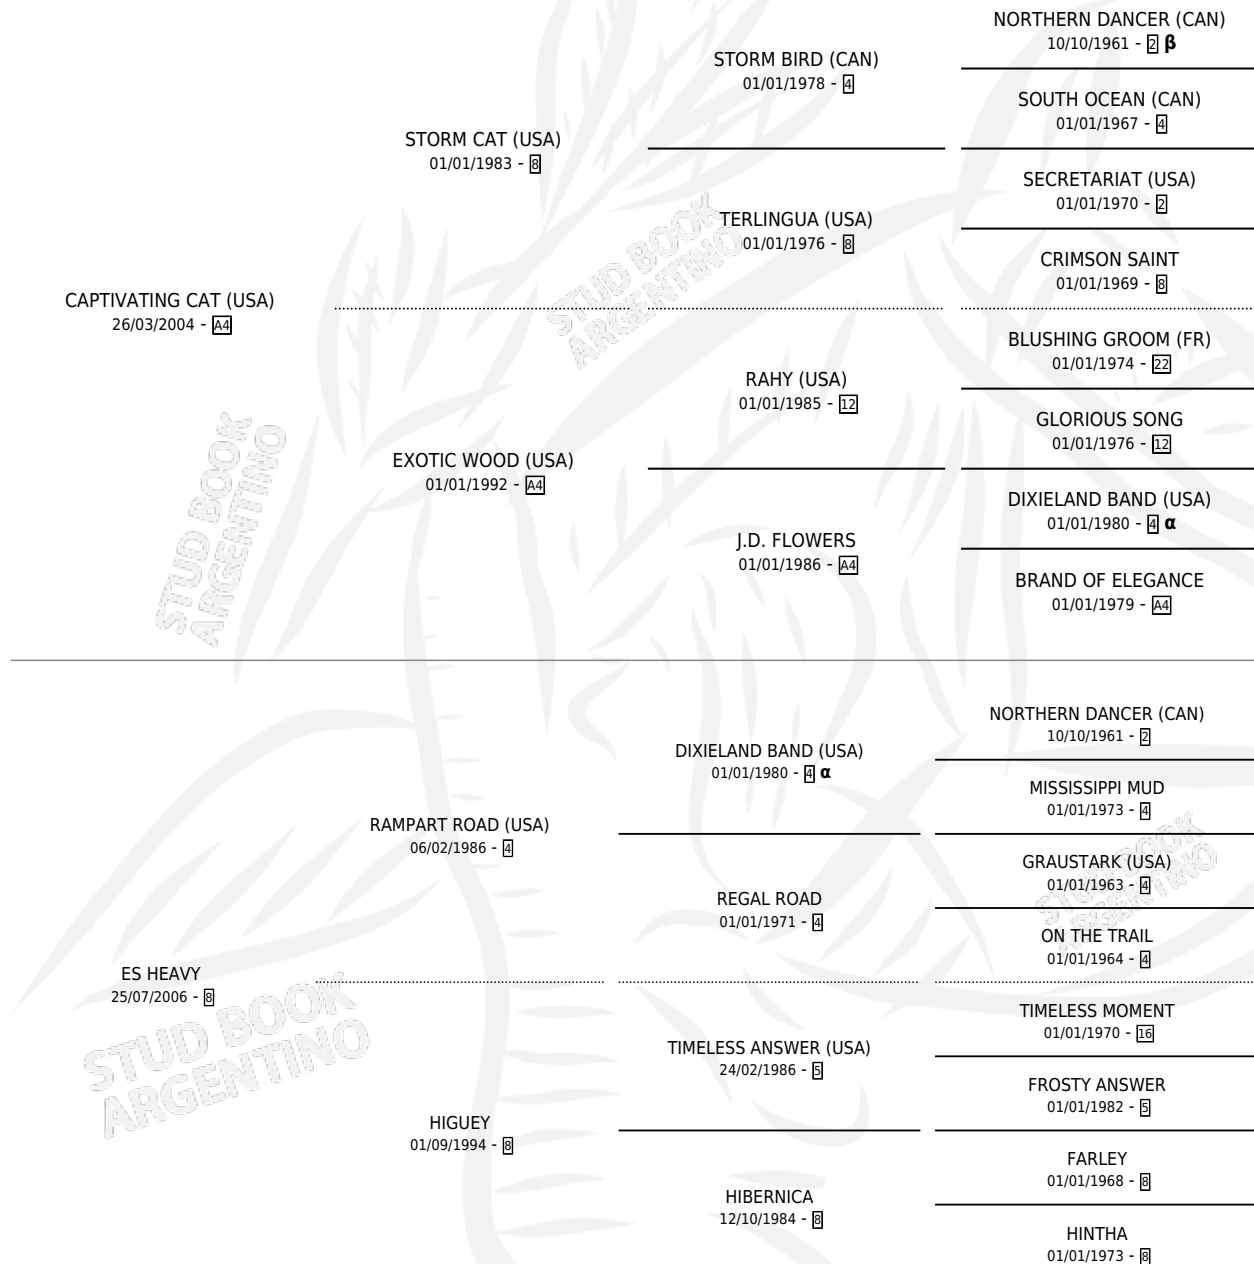 NORTHERN DANCER (CAN)
10/10/1961 - 2 β
STORM BIRD (CAN)
01/01/1978 - 4
SOUTH OCEAN (CAN)
01/01/1967 - 4
STORM CAT (USA)
01/01/1983 - 8
SECRETARIAT (USA)
01/01/1970 - 2
TERLINGUA (USA)
01/01/1976 - 8
CRIMSON SAINT
01/01/1969 - 8
CAPTIVATING CAT (USA)
26/03/2004 - A4
BLUSHING GROOM (FR)
01/01/1974 - 22
RAHY (USA)
01/01/1985 - 12
GLORIOUS SONG
01/01/1976 - 12
EXOTIC WOOD (USA)
01/01/1992 - A4
DIXIELAND BAND (USA)
01/01/1980 - 4 α
J.D. FLOWERS
01/01/1986 - A4
BRAND OF ELEGANCE
01/01/1979 - A4
NORTHERN DANCER (CAN)
10/10/1961 - 2
DIXIELAND BAND (USA)
01/01/1980 - 4 α
MISSISSIPPI MUD
01/01/1973 - 4
RAMPART ROAD (USA)
06/02/1986 - 4
GRAUSTARK (USA)
01/01/1963 - 4
REGAL ROAD
01/01/1971 - 4
ON THE TRAIL
01/01/1964 - 4
ES HEAVY
25/07/2006 - 8
TIMELESS MOMENT
01/01/1970 - 16
TIMELESS ANSWER (USA)
24/02/1986 - 5
FROSTY ANSWER
01/01/1982 - 5
HIGUEY
01/09/1994 - 8
FARLEY
01/01/1968 - 8
HIBERNICA
12/10/1984 - 8
HINTHA
01/01/1973 - 8
STUD BOOK
ARGENTINO
STUD BOOK
ARGENTINO
STUD BOOK
ARGENTINO
STUD BOOK
ARGENTINO